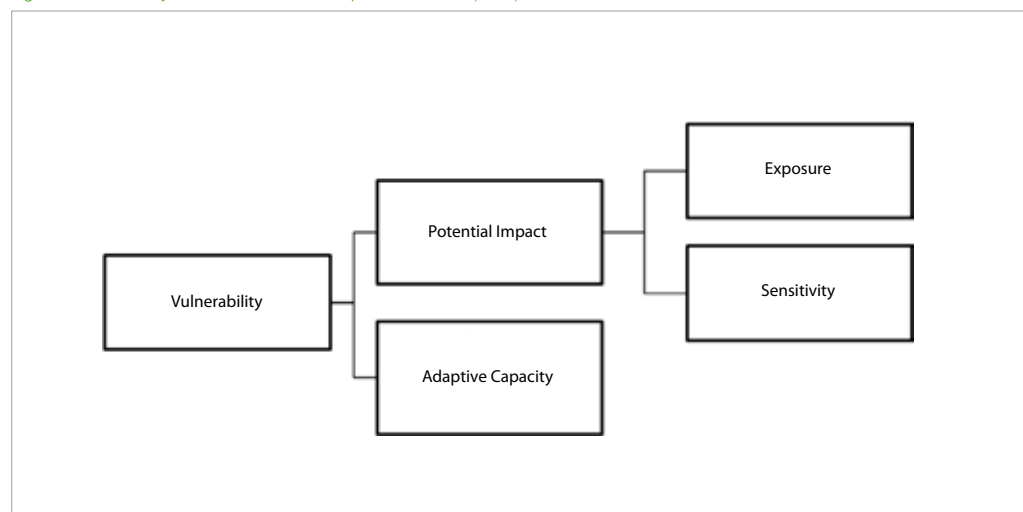 Exposure
Potential Impact
Sensitivity
Vulnerability
Adaptive Capacity